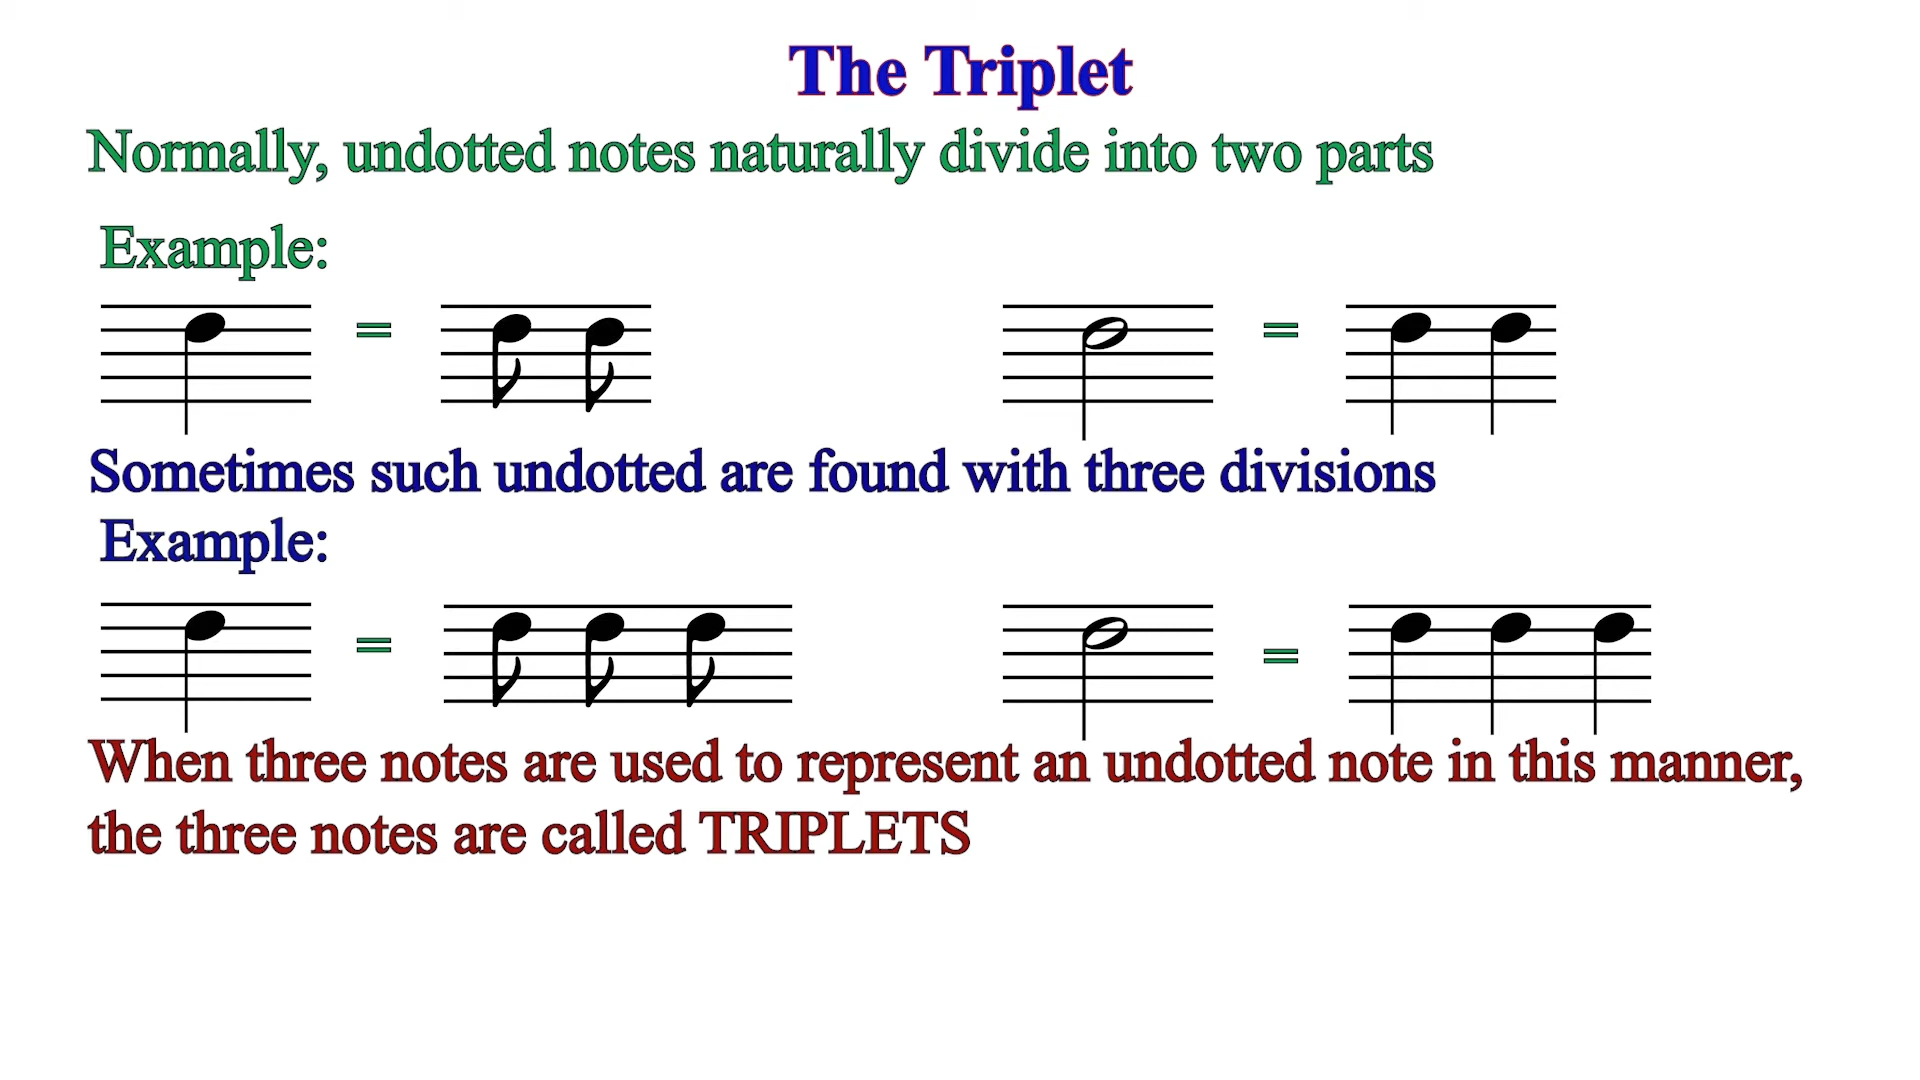 The Triplet
Normally, undotted notes naturally divide into two parts
Example:
= =
Sometimes such undotted are found with three divisions
Example:
= =
When three notes are used to represent an undotted note in this manner,
the three notes are called TRIPLETS